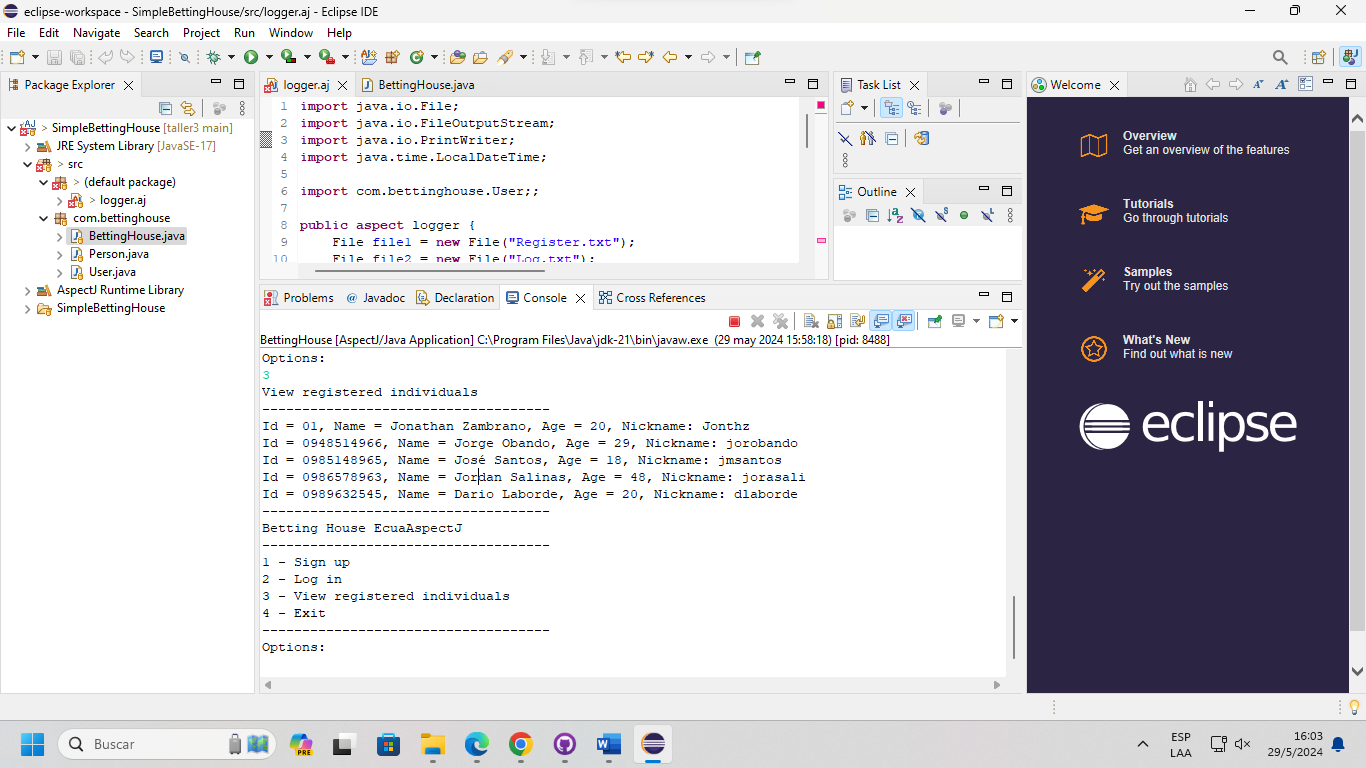 eclipse-workspace - SimpleBettingHouse/src/logger.aj - Eclipse IDE
File Edit Navigate Search Project Run Window Help
Package Explorer
> SimpleBettingHouse [taller3 main]
JRE System Library [JavaSE-17]
> src
> (default package)
> logger.aj
com.bettinghouse
BettingHouse.java
Person.java
User.java
AspectJ Runtime Library
SimpleBettingHouse
logger.aj BettingHouse.java
1 import java.io.File;
2 import java.io.FileOutputStream;
3 import java.io.PrintWriter;
4 import java.time.LocalDateTime;
5
6 import com.bettinghouse.User;;
7
8 public aspect logger {
9 File file1 = new File("Register.txt");
10 File file2 = new File("Log.txt");
Task List
Outline
Problems Javadoc Declaration Console Cross References
BettingHouse [AspectJ/Java Application] C:\Program Files\Java\jdk-21\bin\javaw.exe (29 may 2024 15:58:18) [pid: 8488]
Options:
3
View registered individuals
------------------------------------
Id = 01, Name = Jonathan Zambrano, Age = 20, Nickname: Jonthz
Id = 0948514966, Name = Jorge Obando, Age = 29, Nickname: jorobando
Id = 0985148965, Name = José Santos, Age = 18, Nickname: jmsantos
Id = 0986578963, Name = Jordan Salinas, Age = 48, Nickname: jorasali
Id = 0989632545, Name = Dario Laborde, Age = 20, Nickname: dlaborde
------------------------------------
Betting House EcuaAspectJ
------------------------------------
1 - Sign up
2 - Log in
3 - View registered individuals
4 - Exit
------------------------------------
Options:
Welcome
Overview
Get an overview of the features
Tutorials
Go through tutorials
Samples
Try out the samples
What's New
Find out what is new
eclipse
Buscar
PRE
ESP
LAA
16:03
29/5/2024